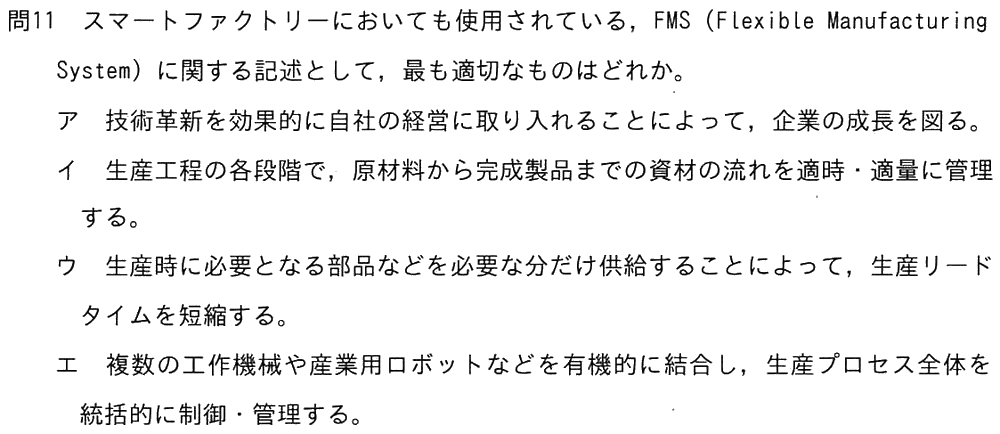 問11　スマートファクトリーにおいても使用されている，FMS（Flexible Manufacturing
System）に関する記述として，最も適切なものはどれか。
ア　技術革新を効果的に自社の経営に取り入れることによって，企業の成長を図る。
イ　生産工程の各段階で，原材料から完成製品までの資材の流れを適時・適量に管理
する。
ウ　生産時に必要となる部品などを必要な分だけ供給することによって，生産リード
タイムを短縮する。
エ　複数の工作機械や産業用ロボットなどを有機的に結合し，生産プロセス全体を
統括的に制御・管理する。